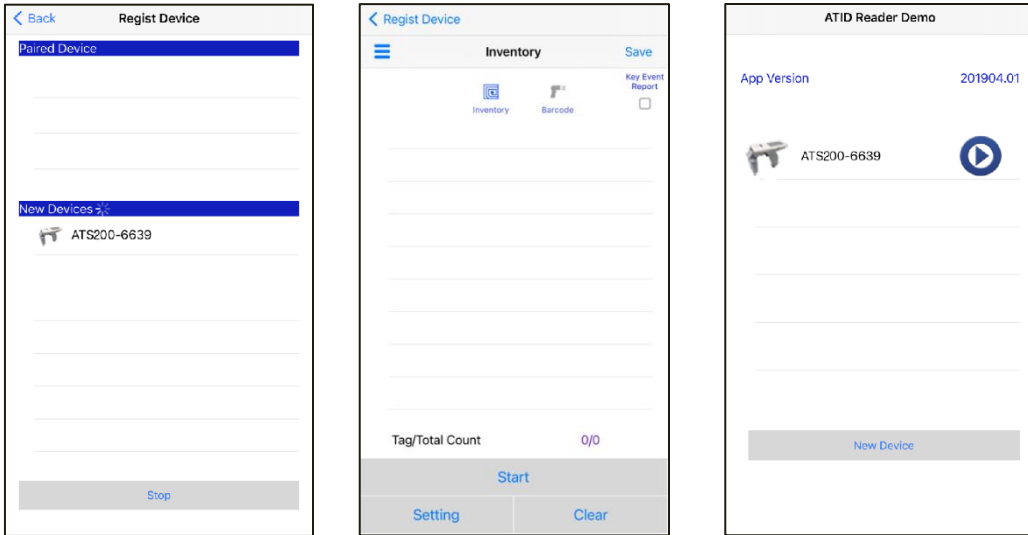 Back
Regist Device
Paired Device
New Devices
ATS200-6639
Stop
Regist Device
Inventory
Save
Inventory
Barcode
Key Event
Report
Tag/Total Count 0/0
Start
Setting
Clear
ATID Reader Demo
App Version 201904.01
ATS200-6639
New Device